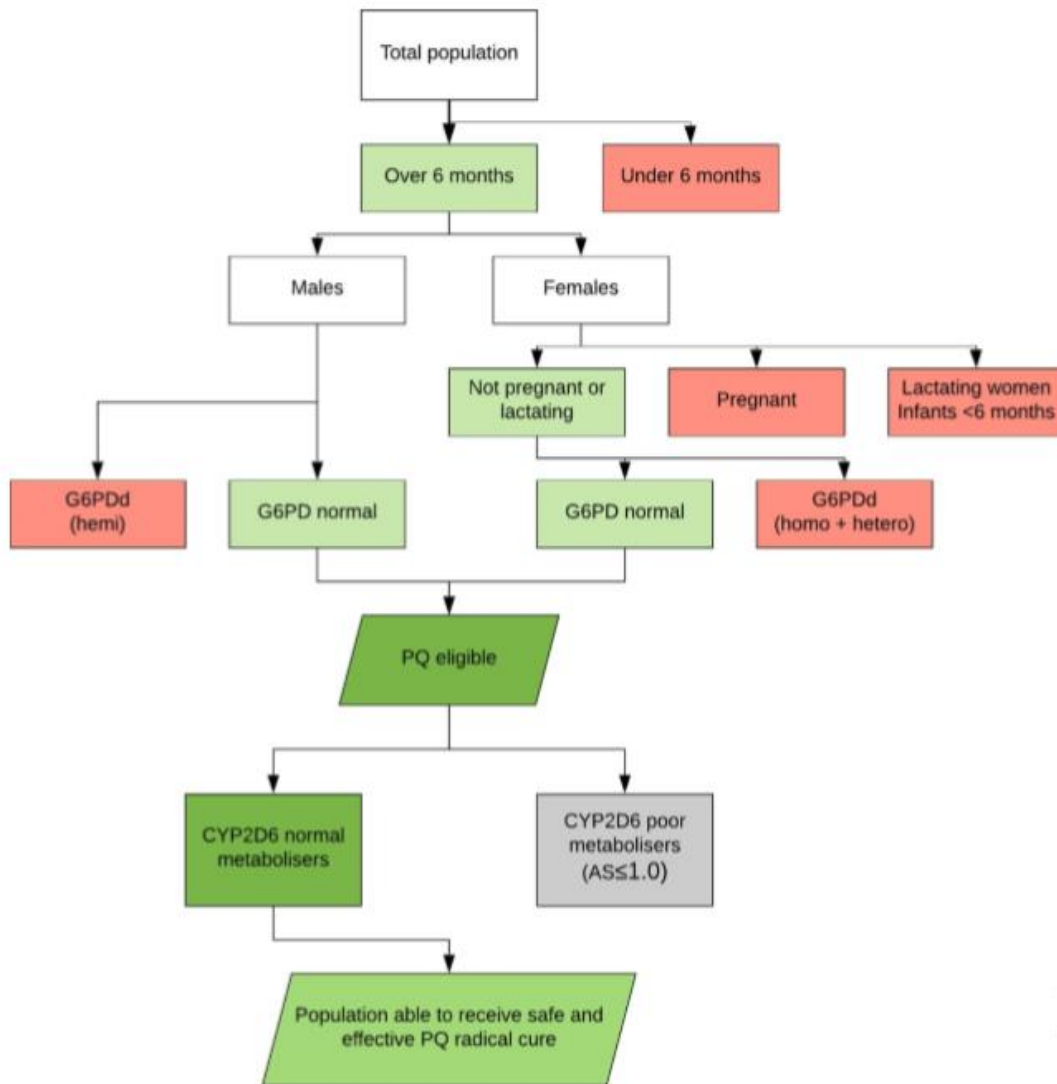 Total population
Over 6 months
Under 6 months
Males
Females
Not pregnant or
lactating
Pregnant
Lactating women
Infants <6 months
G6PDd
(hemi)
G6PD normal
G6PD normal
G6PDd
(homo + hetero)
PQ eligible
CYP2D6 normal
metabolisers
CYP2D6 poor
metabolisers
(AS≤1.0)
Population able to receive safe and
effective PQ radical cure